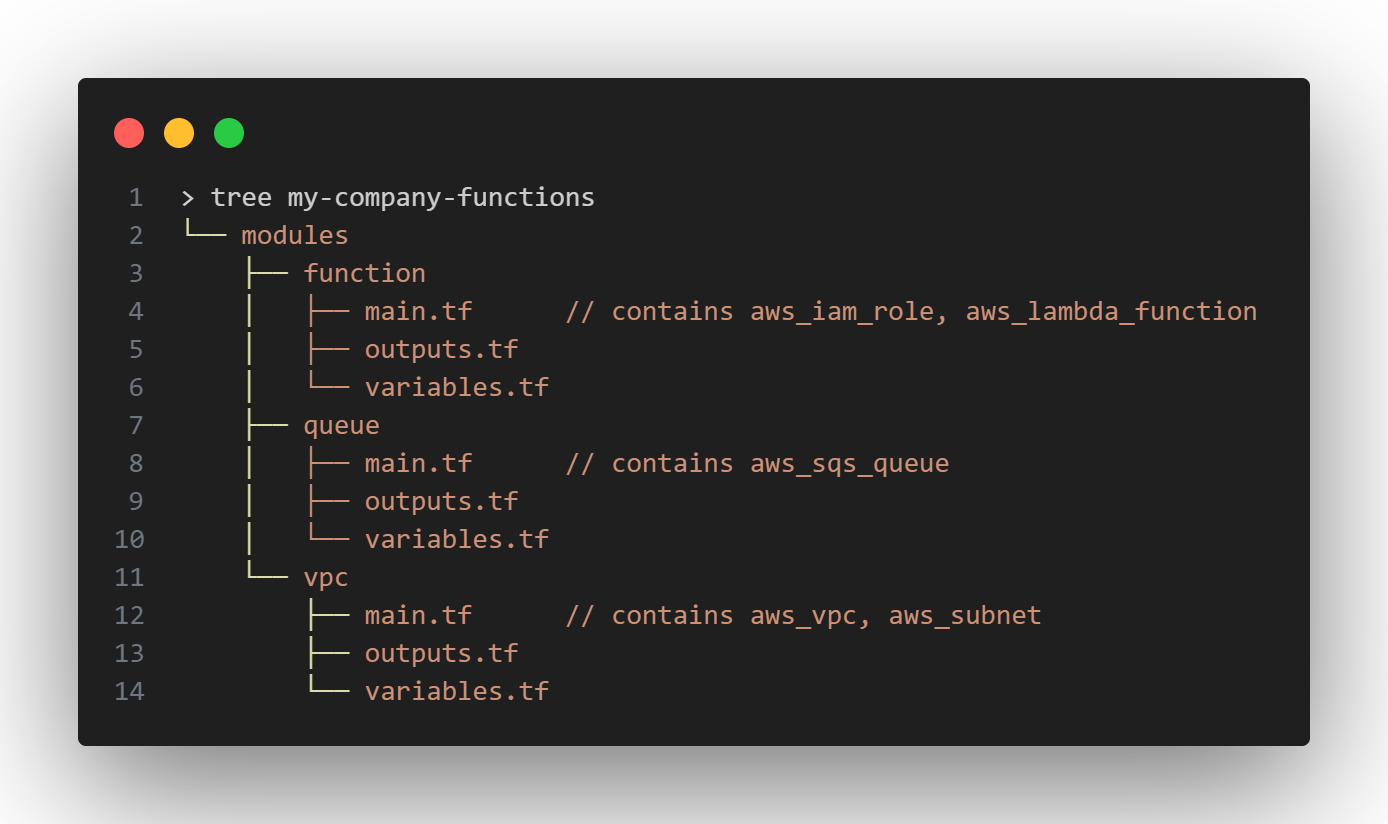 1 > tree my-company-functions
2 └── modules
3     ├── function
4     │   ├── main.tf      // contains aws_iam_role, aws_lambda_function
5     │   ├── outputs.tf
6     │   └── variables.tf
7     ├── queue
8     │   ├── main.tf      // contains aws_sqs_queue
9     │   ├── outputs.tf
10     │   └── variables.tf
11     └── vpc
12         ├── main.tf      // contains aws_vpc, aws_subnet
13         ├── outputs.tf
14         └── variables.tf